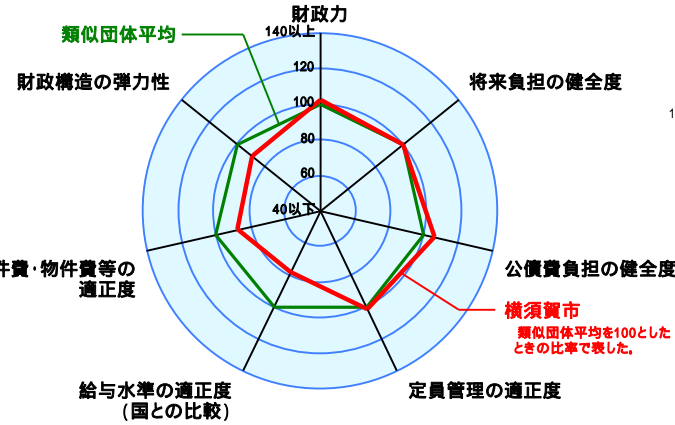 財政力
140以上
類似団体平均
120
財政構造の弾力性
将来負担の健全度
100
1
80
60
40以下
件費・物件費等の
適正度
公債費負担の健全度
横須賀市
類似団体平均を100とした
ときの比率で表した。
給与水準の適正度
(国との比較)
定員管理の適正度